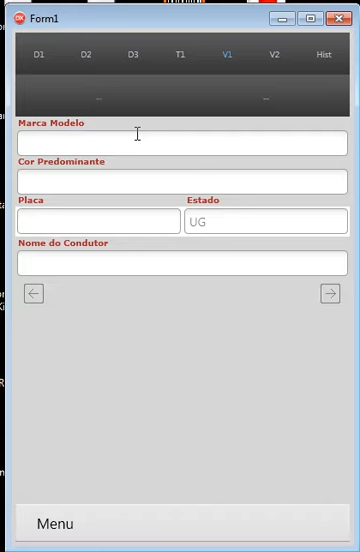 DX Form1
D1 D2 D3 T1 V1 V2 Hist
... ...
Marca Modelo
Cor Predominante
Placa Estado
UG
Nome do Condutor
Menu